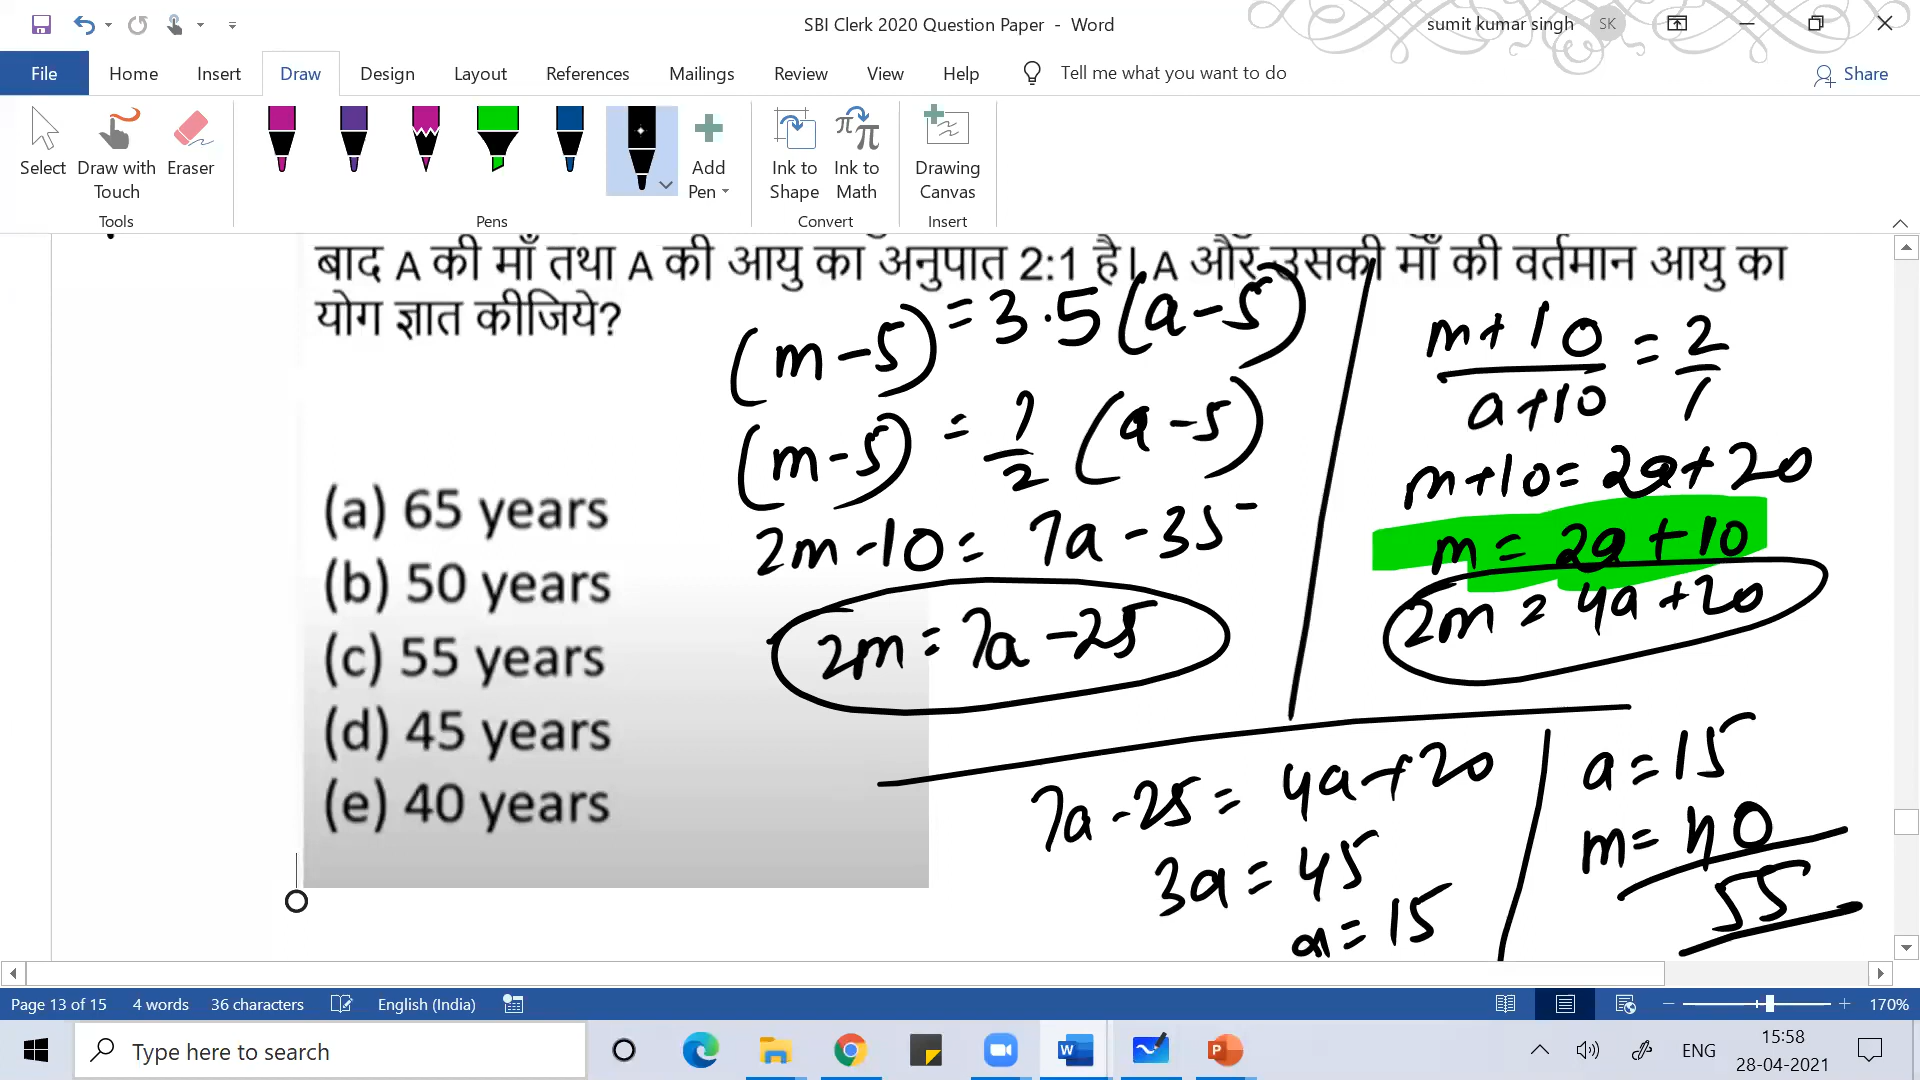 SBI Clerk 2020 Question Paper - Word
sumit kumar singh
SK
File
Home
Insert
Draw
Design
Layout
References
Mailings
Review
View
Help
Tell me what you want to do
Share
Select
Draw with Touch
Eraser
Add Pen
Ink to Shape
Ink to Math
Drawing Canvas
Tools
Pens
Convert
Insert
बाद A की माँ तथा A की आयु का अनुपात 2:1 है। A और उसकी माँ की वर्तमान आयु का
योग ज्ञात कीजिये?
(a) 65 years
(b) 50 years
(c) 55 years
(d) 45 years
(e) 40 years
(m-5) = 3.5 (a-5)
(m-5) = 7/2 (a-5)
2m-10 = 7a-35
2m = 7a-25
m+10/a+10 = 2/1
m+10 = 2a+20
m = 2a+10
2m = 4a+20
7a-25 = 4a+20
3a = 45
a = 15
a = 15
m = 40
55
Page 13 of 15
4 words
36 characters
English (India)
170%
Type here to search
ENG
15:58
28-04-2021